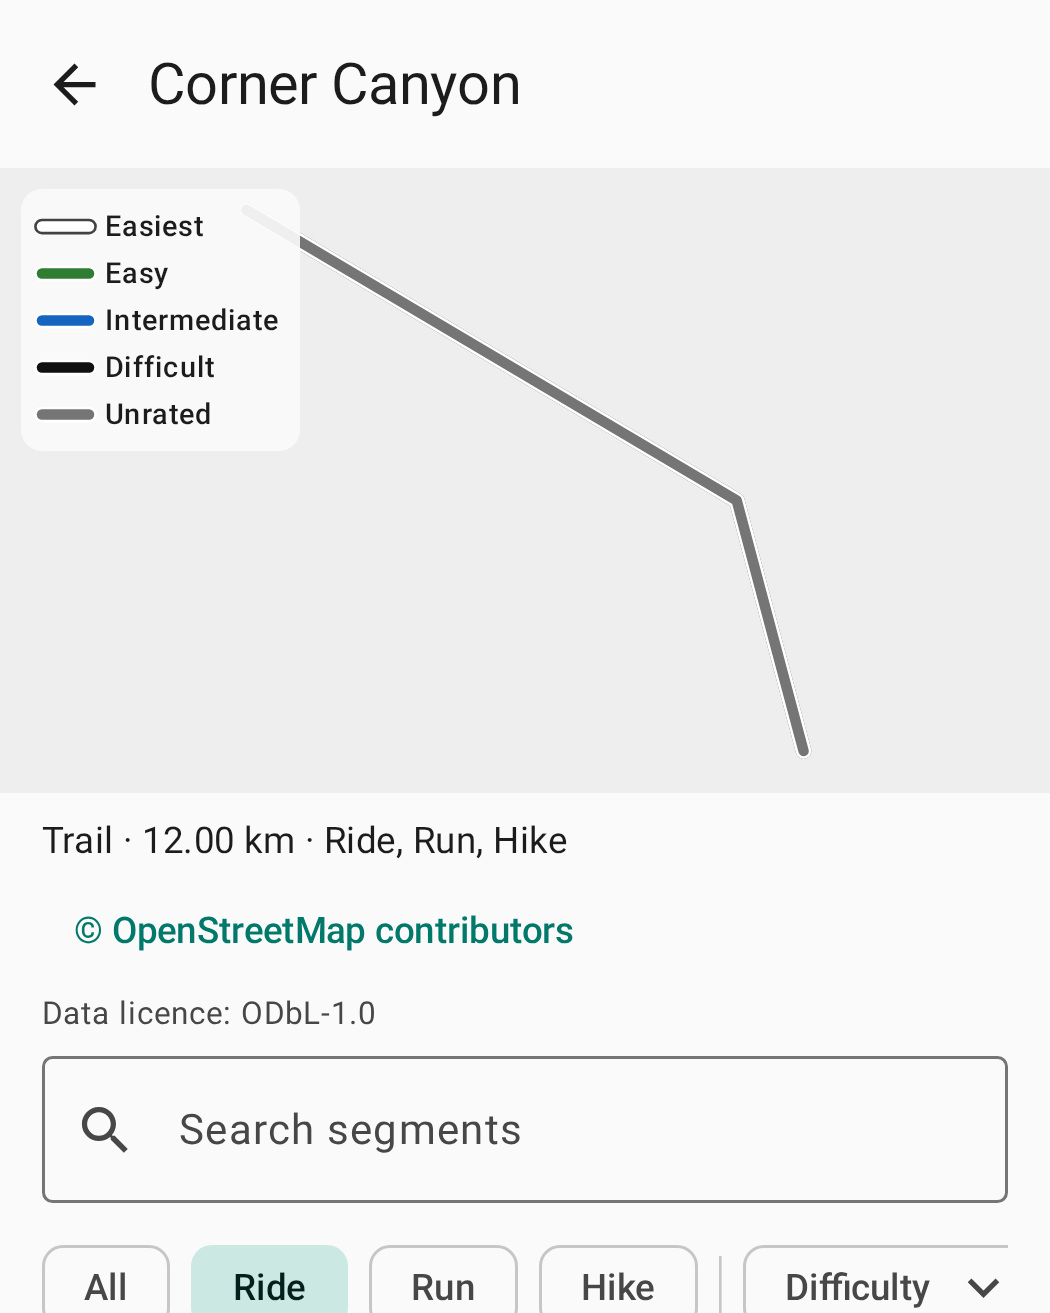 Corner Canyon
Easiest
Easy
Intermediate
Difficult
Unrated
Trail · 12.00 km · Ride, Run, Hike
© OpenStreetMap contributors
Data licence: ODbL-1.0
Search segments
All Ride Run Hike Difficulty